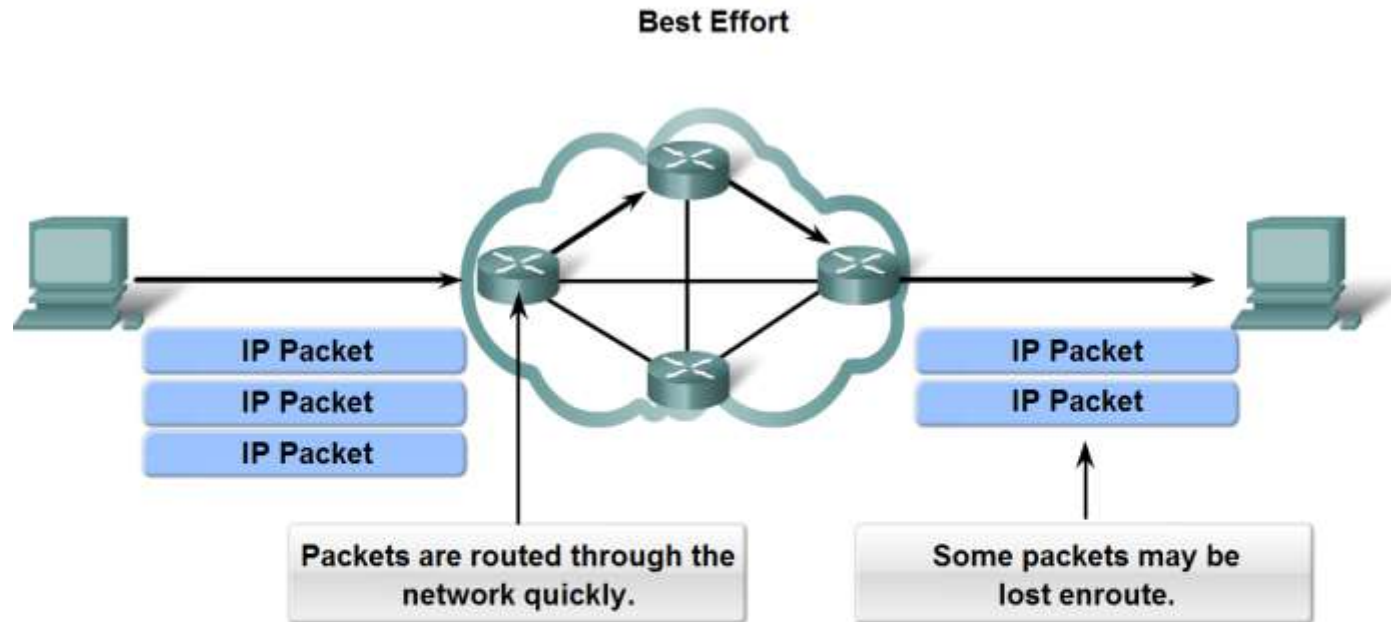 Best Effort
IP Packet
IP Packet
IP Packet
IP Packet
IP Packet
Packets are routed through the
network quickly.
Some packets may be
lost enroute.